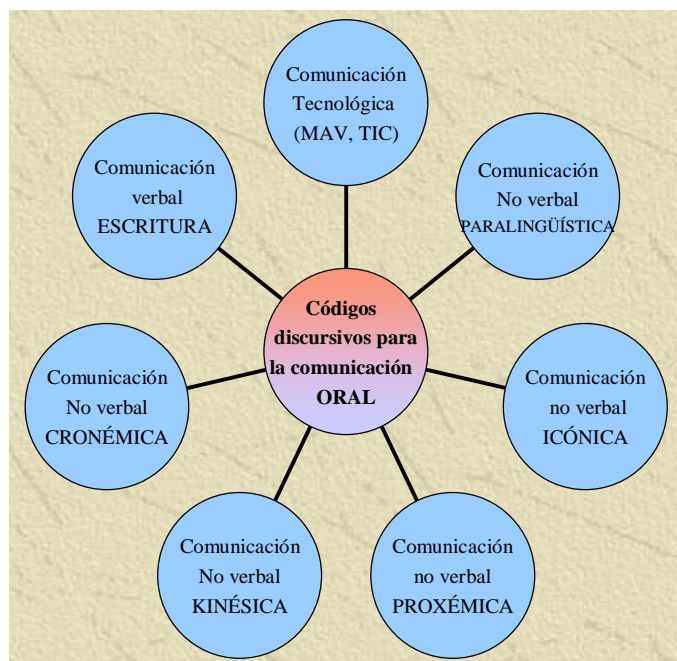 Comunicación
Tecnológica
(MAV, TIC)
Comunicación
verbal
ESCRITURA
Comunicación
No verbal
PARALINGÜÍSTICA
Códigos
discursivos para
la comunicación
ORAL
Comunicación
No verbal
CRONÉMICA
Comunicación
no verbal
ICÓNICA
Comunicación
No verbal
KINÉSICA
Comunicación
no verbal
PROXÉMICA